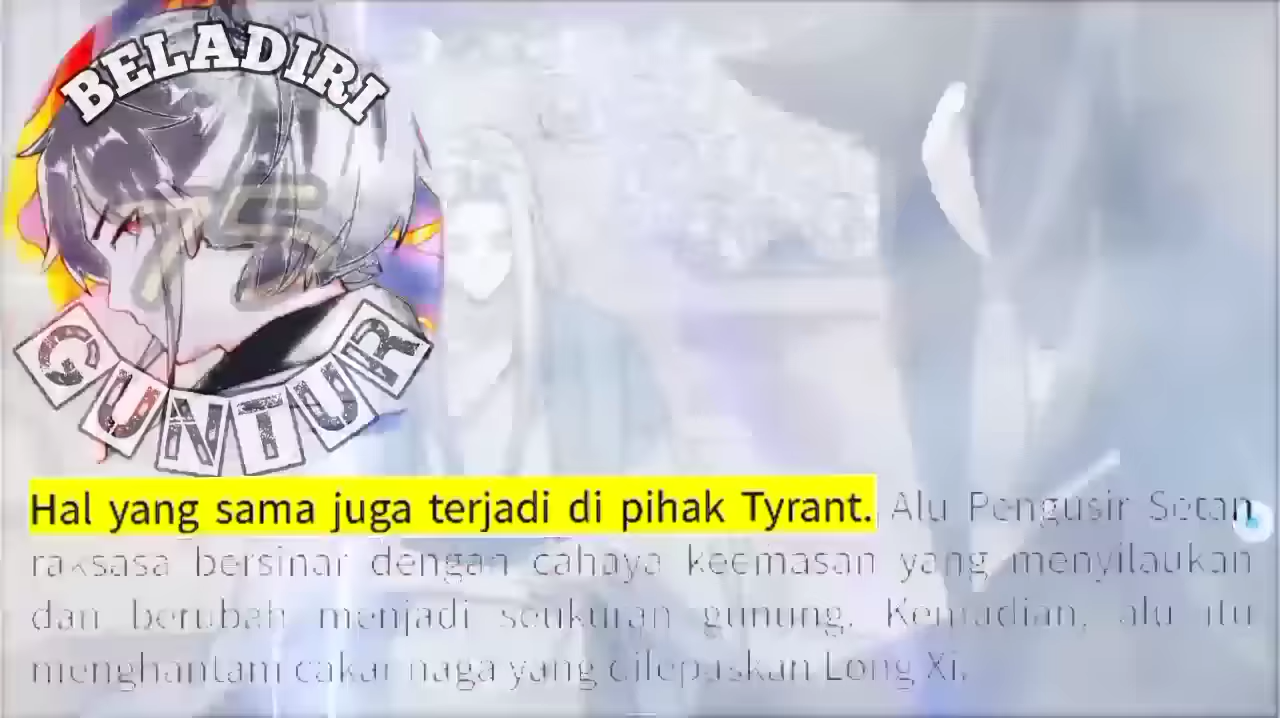 BELADIRI
75
GUNTUR
Hal yang sama juga terjadi di pihak Tyrant. Alu Pengusir Setan
raksasa bersinar dengan cahaya keemasan yang menyilaukan
dan berubah menjadi seukuran gunung. Kemudian, alu itu
menghantam cakar naga yang dilepaskan Long Xi.